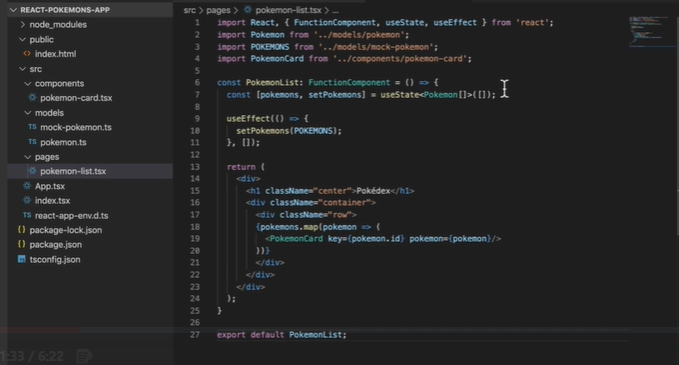 REACT-POKEMONS-APP
node_modules
public
index.html
src
components
pokemon-card.tsx
models
TS mock-pokemon.ts
TS pokemon.ts
pages
pokemon-list.tsx
App.tsx
index.tsx
TS react-app-env.d.ts
package-lock.json
package.json
tsconfig.json
src > pages > pokemon-list.tsx > ...
1 import React, { FunctionComponent, useState, useEffect } from 'react';
2 import Pokemon from '../models/pokemon';
3 import POKEMONS from '../models/mock-pokemon';
4 import PokemonCard from '../components/pokemon-card';
5
6 const PokemonList: FunctionComponent = () => {
7 const [pokemons, setPokemons] = useState<Pokemon[]>([]);
8
9 useEffect(() => {
10 setPokemons(POKEMONS);
11 }, []);
12
13 return (
14 <div>
15 <h1 className="center">Pokédex</h1>
16 <div className="container">
17 <div className="row">
18 {pokemons.map(pokemon => (
19 <PokemonCard key={pokemon.id} pokemon={pokemon}/>
20 ))}
21 </div>
22 </div>
23 </div>
24 );
25 }
26
27 export default PokemonList;
1:33 / 6:22